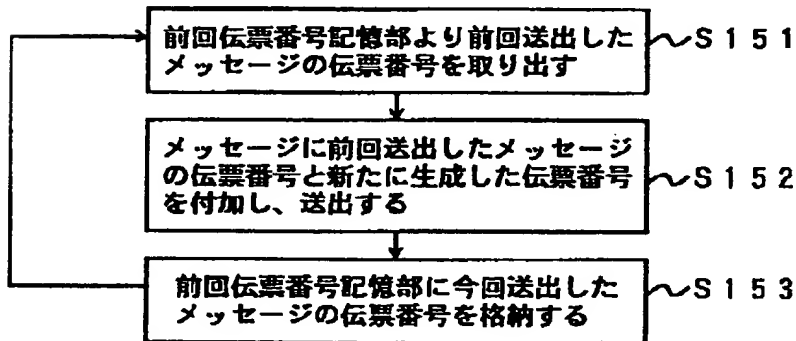 前回伝票番号記憶部より前回送出した
メッセージの伝票番号を取り出す
S151
メッセージに前回送出したメッセージ
の伝票番号と新たに生成した伝票番号
を付加し、送出する
S152
前回伝票番号記憶部に今回送出した
メッセージの伝票番号を格納する
S153